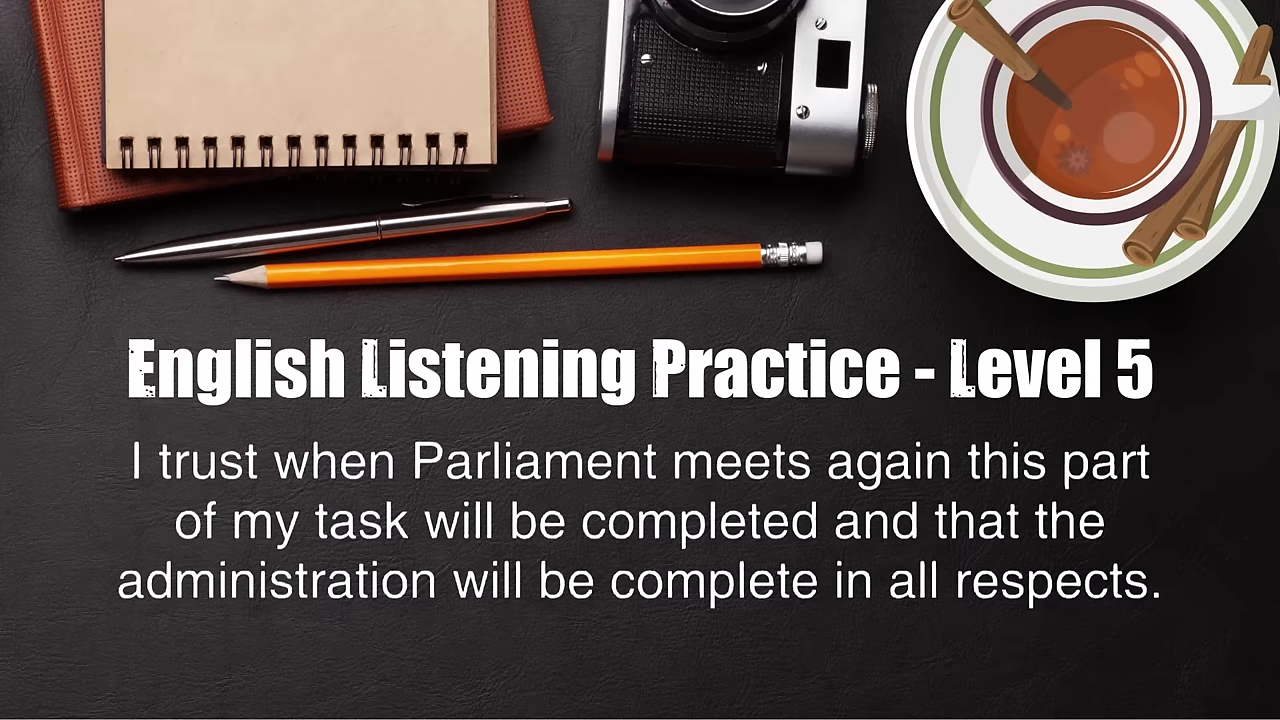 English Listening Practice - Level 5
I trust when Parliament meets again this part
of my task will be completed and that the
administration will be complete in all respects.